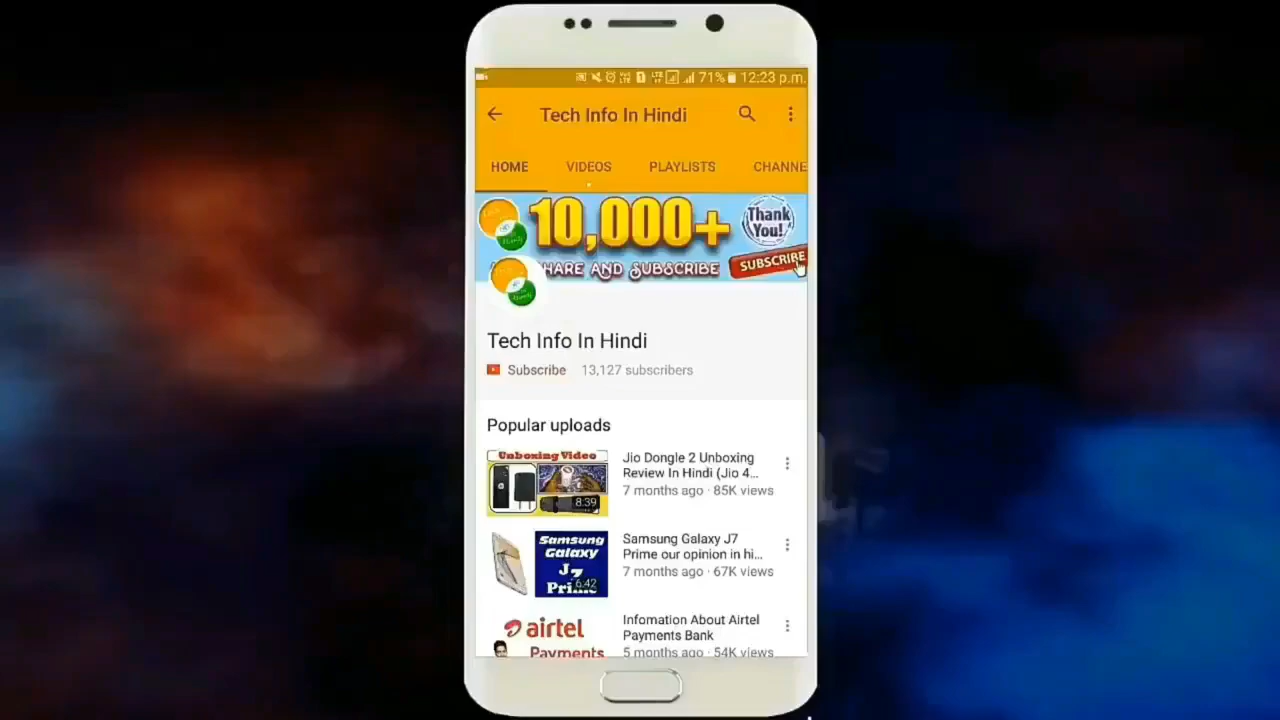 71% 12:23 p.m.
Tech Info In Hindi
HOME VIDEOS PLAYLISTS CHANNE
10,000+
Thank You!
HARE AND SUBSCRIBE
SUBSCRIBE
Tech Info In Hindi
Subscribe 13,127 subscribers
Popular uploads
Unboxing Video
8:39
Jio Dongle 2 Unboxing
Review In Hindi (Jio 4...
7 months ago · 85K views
Samsung
Galaxy
J7
Prime
6:42
Samsung Galaxy J7
Prime our opinion in hi...
7 months ago · 67K views
airtel
Payments
Infomation About Airtel
Payments Bank
5 months ago · 54K views